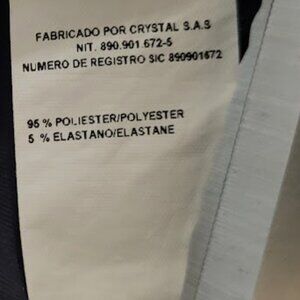 FABRICADO POR CRYSTAL S.A.S
NIT. 890.901.672-5
NUMERO DE REGISTRO SIC 890901672
95 % POLIESTER/POLYESTER
5 % ELASTANO/ELASTANE